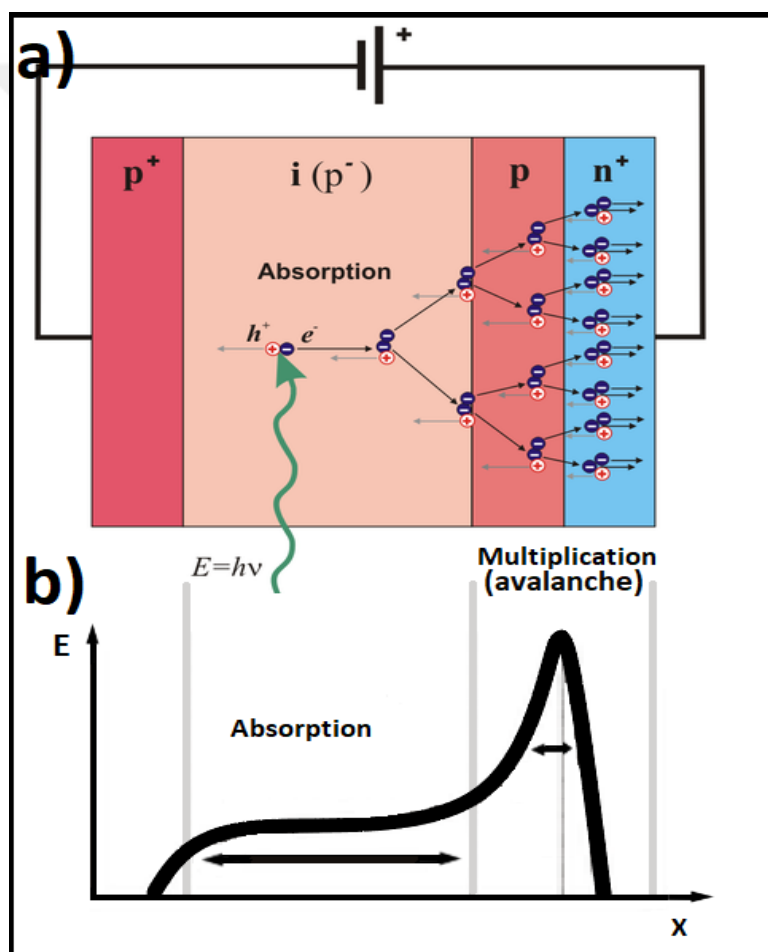 a)
+
p⁺ i (p⁻) p n⁺
Absorption
h⁺ e⁻
E=hν
Multiplication
(avalanche)
b)
E
Absorption
X